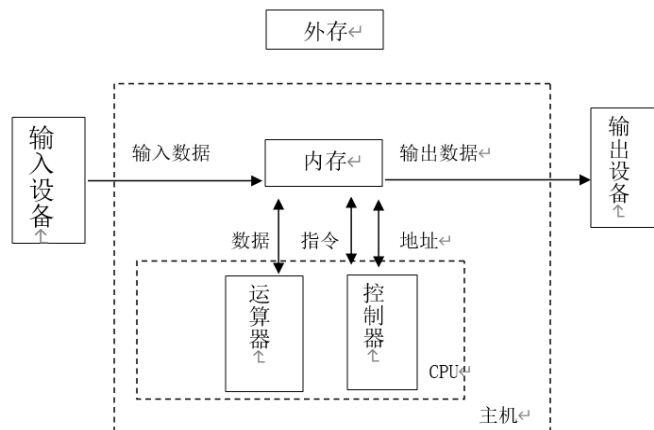 外存↵
输入设备↵
输入数据
内存↵
输出数据↵
输出设备↵
数据
指令
地址↵
运算器↵
控制器↵
CPU↵
主机↵